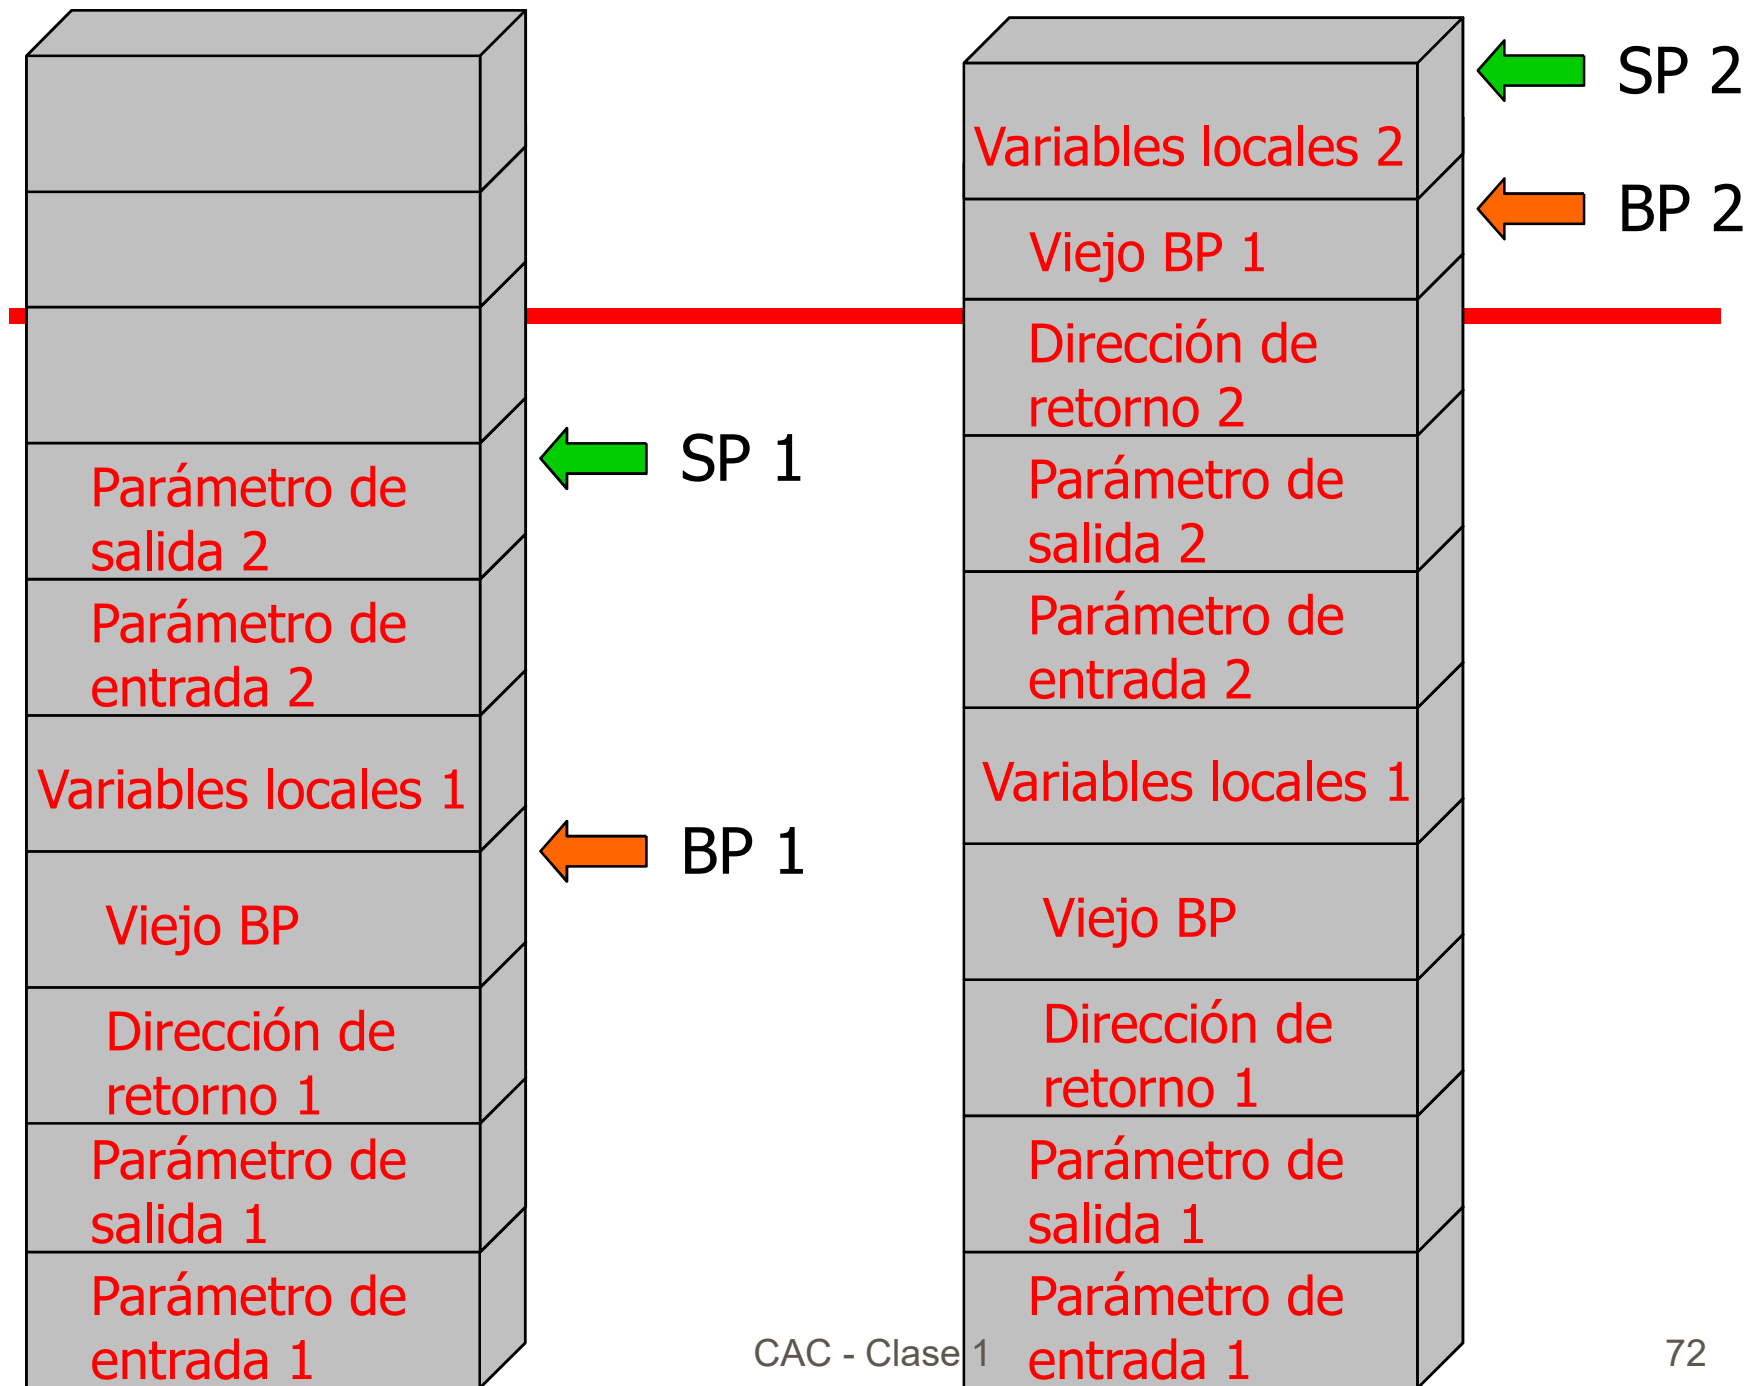 Parámetro de
salida 2
Parámetro de
entrada 2
Variables locales 1
Viejo BP
Dirección de
retorno 1
Parámetro de
salida 1
Parámetro de
entrada 1
SP 1
BP 1
Variables locales 2
Viejo BP 1
Dirección de
retorno 2
Parámetro de
salida 2
Parámetro de
entrada 2
Variables locales 1
Viejo BP
Dirección de
retorno 1
Parámetro de
salida 1
Parámetro de
entrada 1
SP 2
BP 2
CAC - Clase 1
72